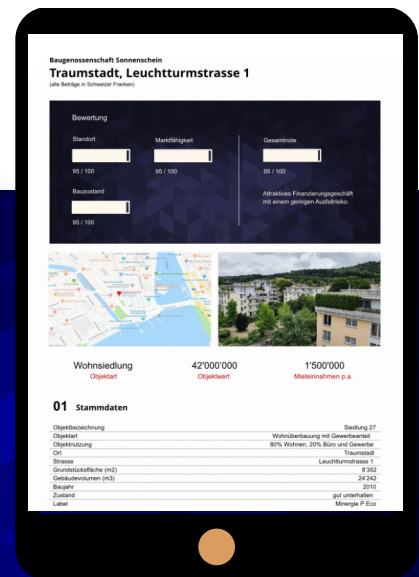 Baugenossenschaft Sonnenschein
Traumstadt, Leuchtturmstrasse 1
(alle Beträge in Schweizer Franken)
Bewertung
Standort
95 / 100
Marktfähigkeit
95 / 100
Bauzustand
95 / 100
Gesamtnote
95 / 100
Attraktives Finanzierungsgeschäft
mit einem geringen Ausfallrisiko.
Wohnsiedlung
Objektart
42'000'000
Objektwert
1'500'000
Mieteinnahmen p.a.
01 Stammdaten
Objektbezeichnung Siedlung 27
Objektart Wohnüberbauung mit Gewerbeanteil
Objektnutzung 80% Wohnen, 20% Büro und Gewerbe
Ort Traumstadt
Strasse Leuchtturmstrasse 1
Grundstücksfläche (m2) 8'352
Gebäudevolumen (m3) 24'242
Baujahr 2010
Zustand gut unterhalten
Label Minergie P Eco